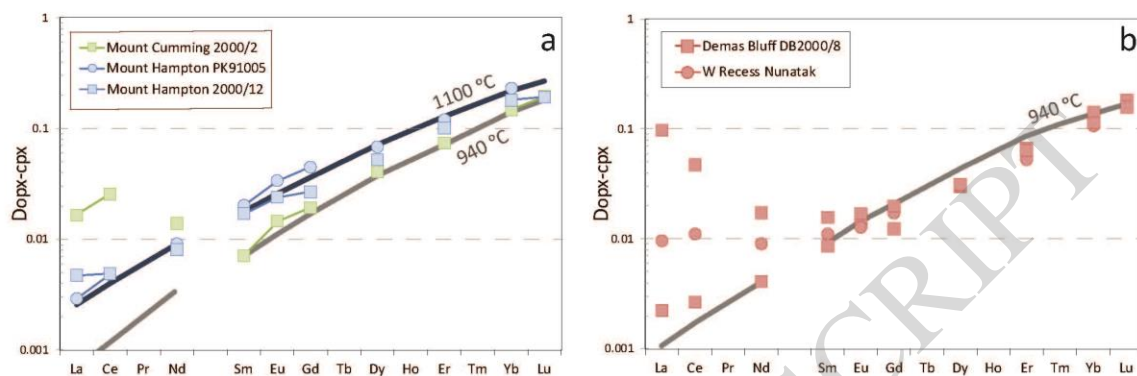 a
Mount Cumming 2000/2
Mount Hampton PK91005
Mount Hampton 2000/12
1100 °C
940 °C
Dopx-cpx
1
0.1
0.01
0.001
La Ce Pr Nd Sm Eu Gd Tb Dy Ho Er Tm Yb Lu
b
Demas Bluff DB2000/8
W Recess Nunatak
940 °C
Dopx-cpx
1
0.1
0.01
0.001
La Ce Pr Nd Sm Eu Gd Tb Dy Ho Er Tm Yb Lu
SCRIPT